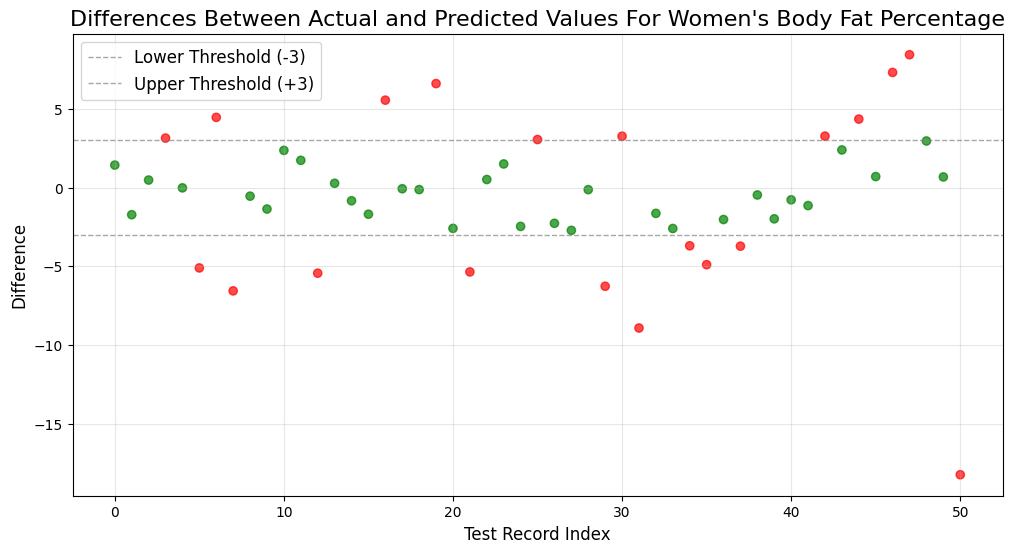 Differences Between Actual and Predicted Values For Women's Body Fat Percentage
Lower Threshold (-3)
Upper Threshold (+3)
Difference
5
0
−5
−10
−15
0 10 20 30 40 50
Test Record Index